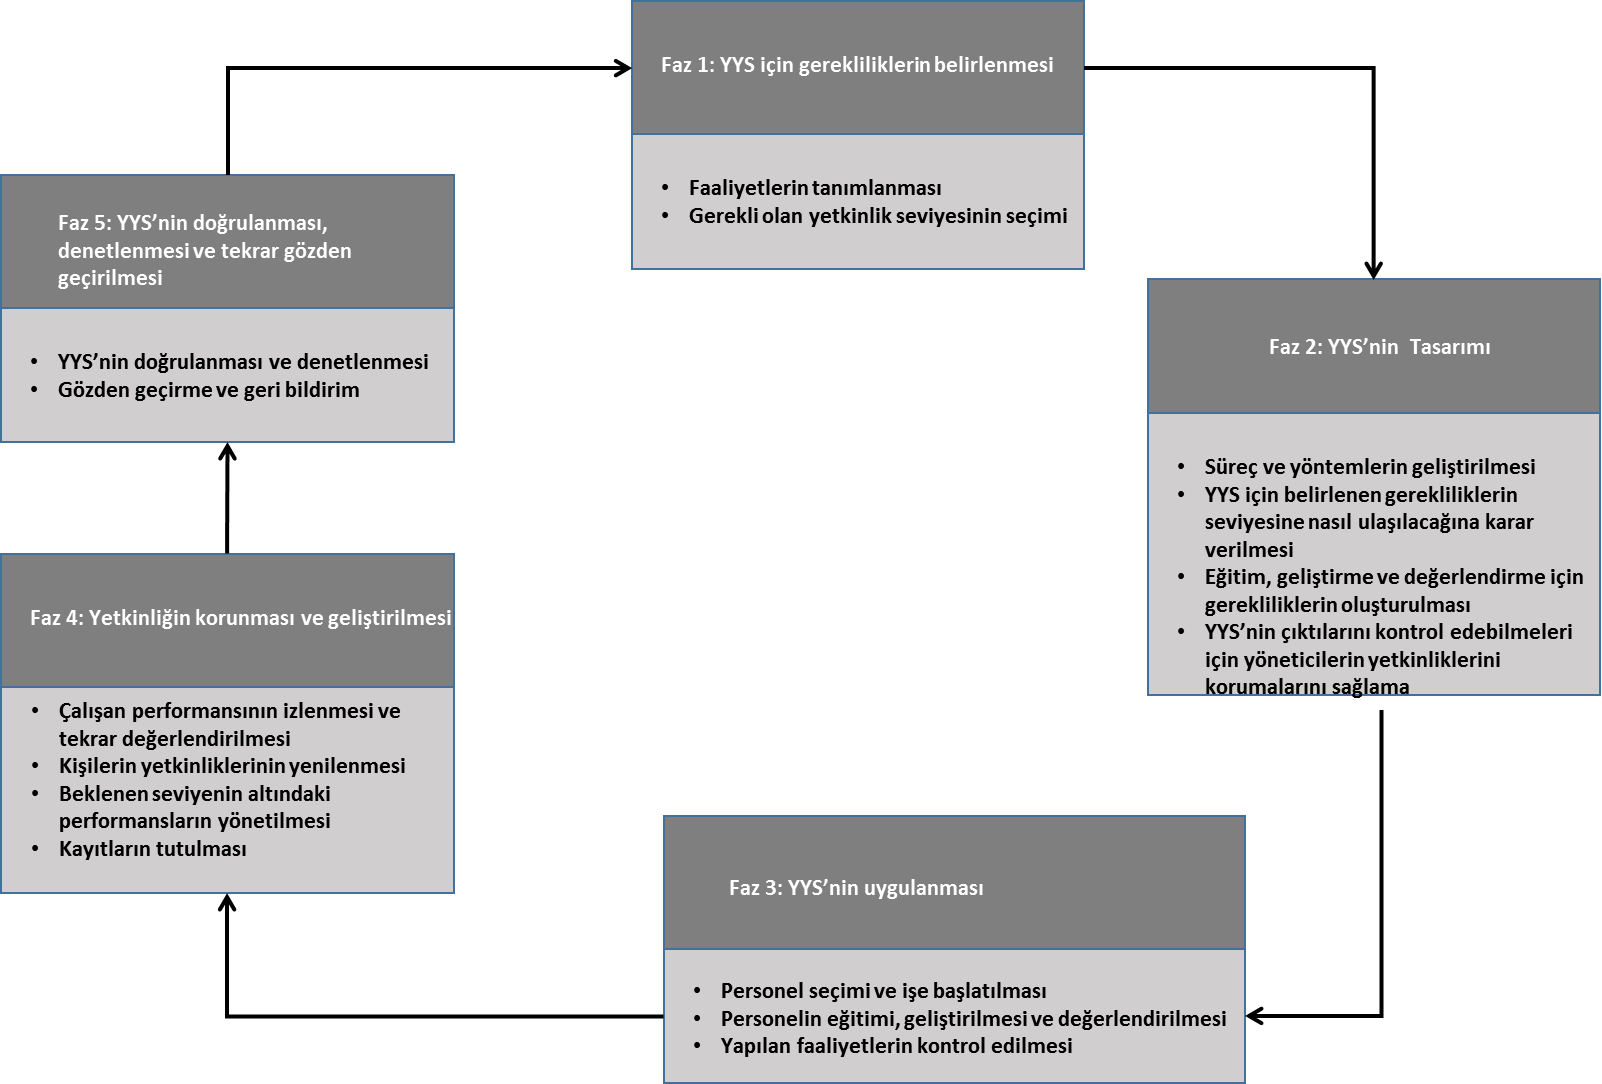 Faz 1: YYS için gerekliliklerin belirlenmesi
• Faaliyetlerin tanımlanması
• Gerekli olan yetkinlik seviyesinin seçimi
Faz 2: YYS’nin Tasarımı
• Süreç ve yöntemlerin geliştirilmesi
• YYS için belirlenen gerekliliklerin
seviyesine nasıl ulaşılacağına karar
verilmesi
• Eğitim, geliştirme ve değerlendirme için
gerekliliklerin oluşturulması
• YYS’nin çıktılarını kontrol edebilmeleri
için yöneticilerin yetkinliklerini
korumalarını sağlama
Faz 3: YYS’nin uygulanması
• Personel seçimi ve işe başlatılması
• Personelin eğitimi, geliştirilmesi ve değerlendirilmesi
• Yapılan faaliyetlerin kontrol edilmesi
Faz 4: Yetkinliğin korunması ve geliştirilmesi
• Çalışan performansının izlenmesi ve
tekrar değerlendirilmesi
• Kişilerin yetkinliklerinin yenilenmesi
• Beklenen seviyenin altındaki
performansların yönetilmesi
• Kayıtların tutulması
Faz 5: YYS’nin doğrulanması,
denetlenmesi ve tekrar gözden
geçirilmesi
• YYS’nin doğrulanması ve denetlenmesi
• Gözden geçirme ve geri bildirim